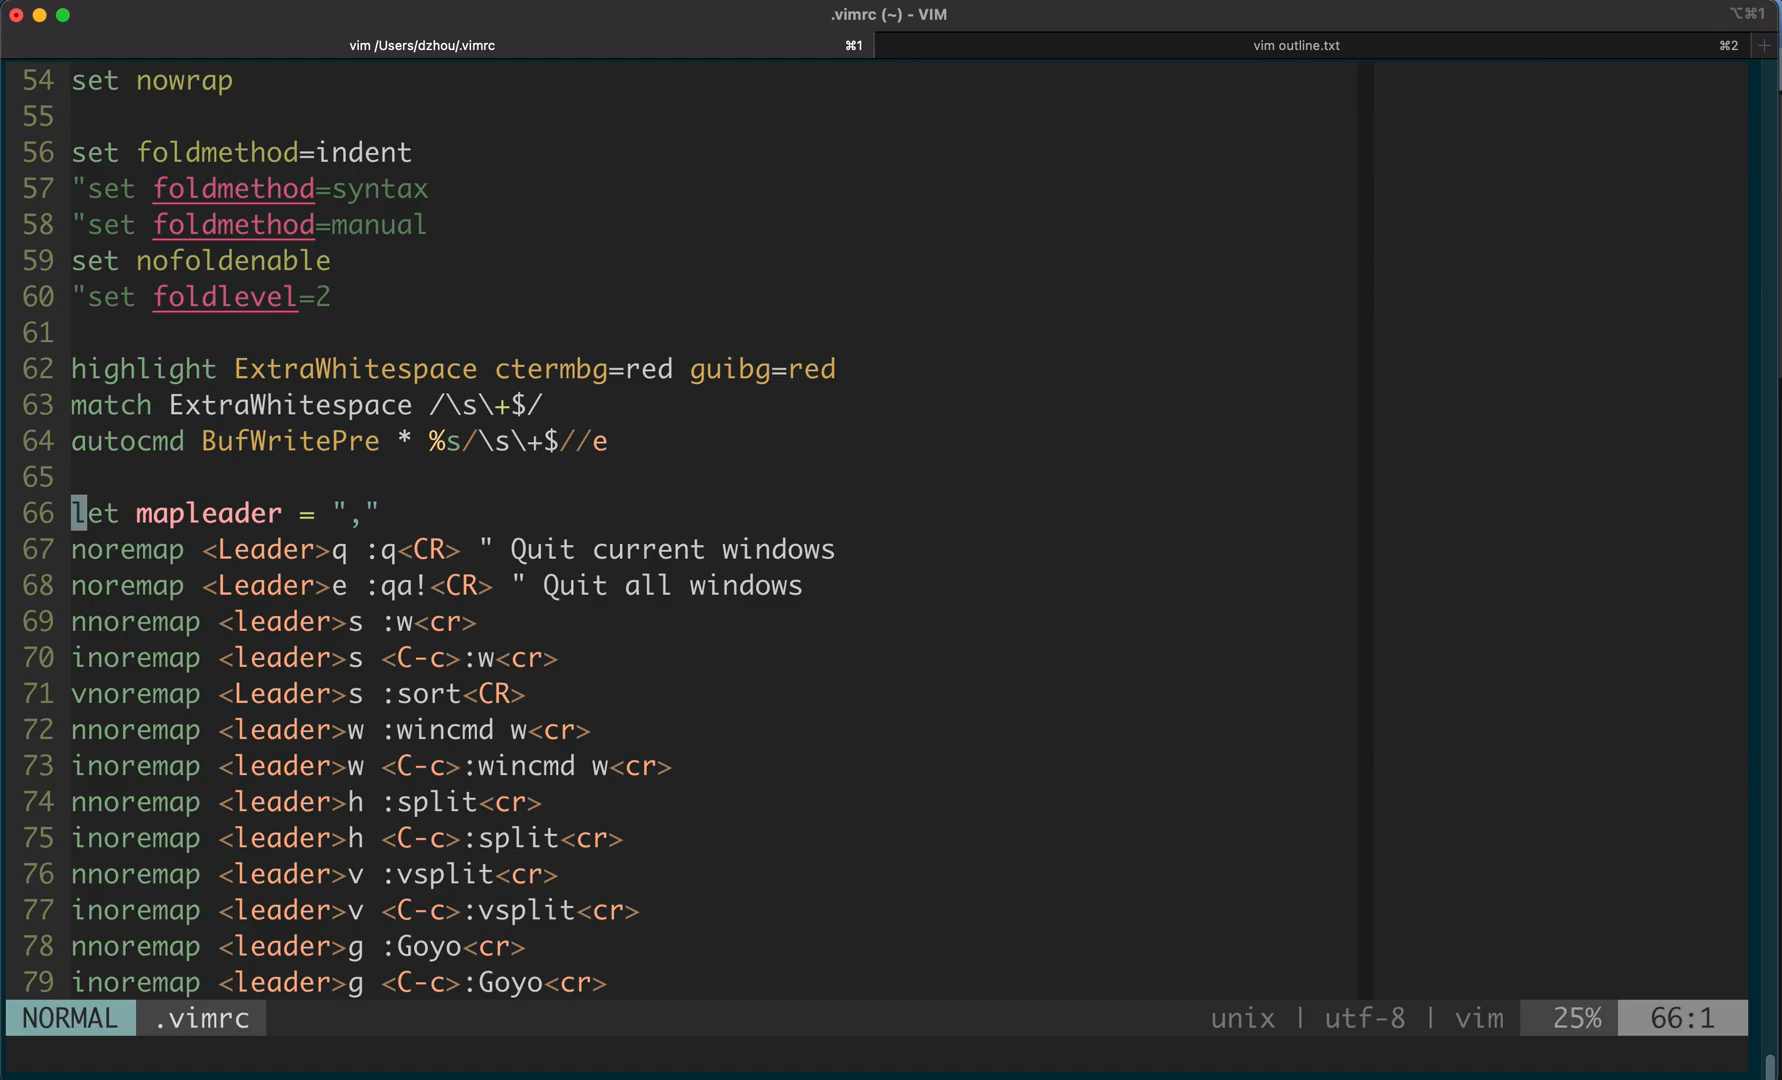 .vimrc (~) - VIM
⌥⌘1
vim /Users/dzhou/.vimrc ⌘1
vim outline.txt ⌘2 +
54 set nowrap
55
56 set foldmethod=indent
57 "set foldmethod=syntax
58 "set foldmethod=manual
59 set nofoldenable
60 "set foldlevel=2
61
62 highlight ExtraWhitespace ctermbg=red guibg=red
63 match ExtraWhitespace /\s\+$/
64 autocmd BufWritePre * %s/\s\+$//e
65
66 let mapleader = ","
67 noremap <Leader>q :q<CR> " Quit current windows
68 noremap <Leader>e :qa!<CR> " Quit all windows
69 nnoremap <leader>s :w<cr>
70 inoremap <leader>s <C-c>:w<cr>
71 vnoremap <Leader>s :sort<CR>
72 nnoremap <leader>w :wincmd w<cr>
73 inoremap <leader>w <C-c>:wincmd w<cr>
74 nnoremap <leader>h :split<cr>
75 inoremap <leader>h <C-c>:split<cr>
76 nnoremap <leader>v :vsplit<cr>
77 inoremap <leader>v <C-c>:vsplit<cr>
78 nnoremap <leader>g :Goyo<cr>
79 inoremap <leader>g <C-c>:Goyo<cr>
NORMAL .vimrc unix | utf-8 | vim 25% 66:1